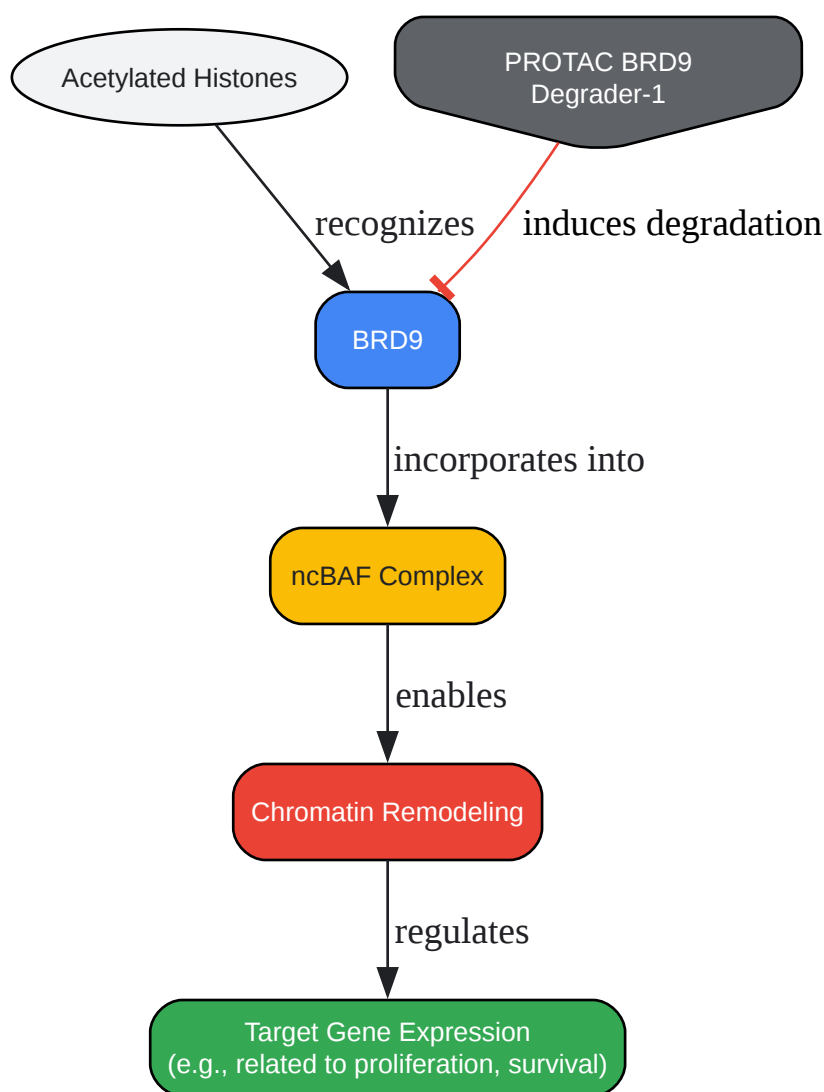 Acetylated Histones
PROTAC BRD9
Degrader-1
recognizes
induces degradation
BRD9
incorporates into
ncBAF Complex
enables
Chromatin Remodeling
regulates
Target Gene Expression
(e.g., related to proliferation, survival)